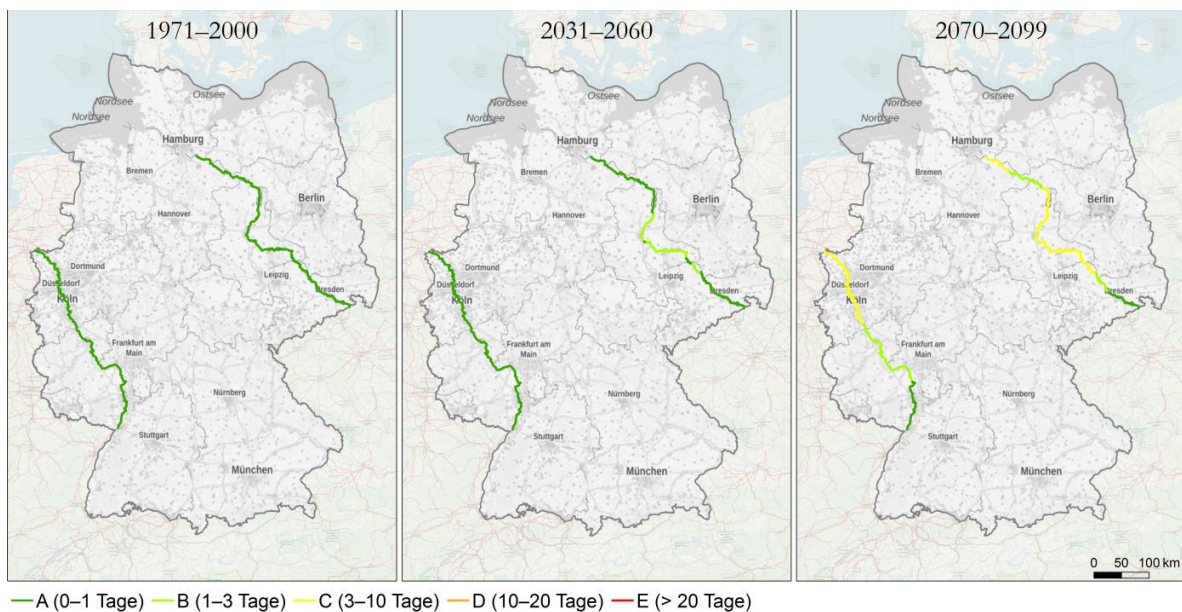 1971–2000
Nordsee
Ostsee
Nordsee
Hamburg
Bremen
Berlin
Hannover
Dortmund
Düsseldorf
Köln
Leipzig
Dresden
Frankfurt am
Main
Nürnberg
Stuttgart
München
2031–2060
Nordsee
Ostsee
Nordsee
Hamburg
Bremen
Berlin
Hannover
Dortmund
Düsseldorf
Köln
Leipzig
Dresden
Frankfurt am
Main
Nürnberg
Stuttgart
München
2070–2099
Nordsee
Ostsee
Nordsee
Hamburg
Bremen
Berlin
Hannover
Dortmund
Düsseldorf
Köln
Leipzig
Dresden
Frankfurt am
Main
Nürnberg
Stuttgart
München
0 50 100 km
A (0–1 Tage) B (1–3 Tage) C (3–10 Tage) D (10–20 Tage) E (> 20 Tage)